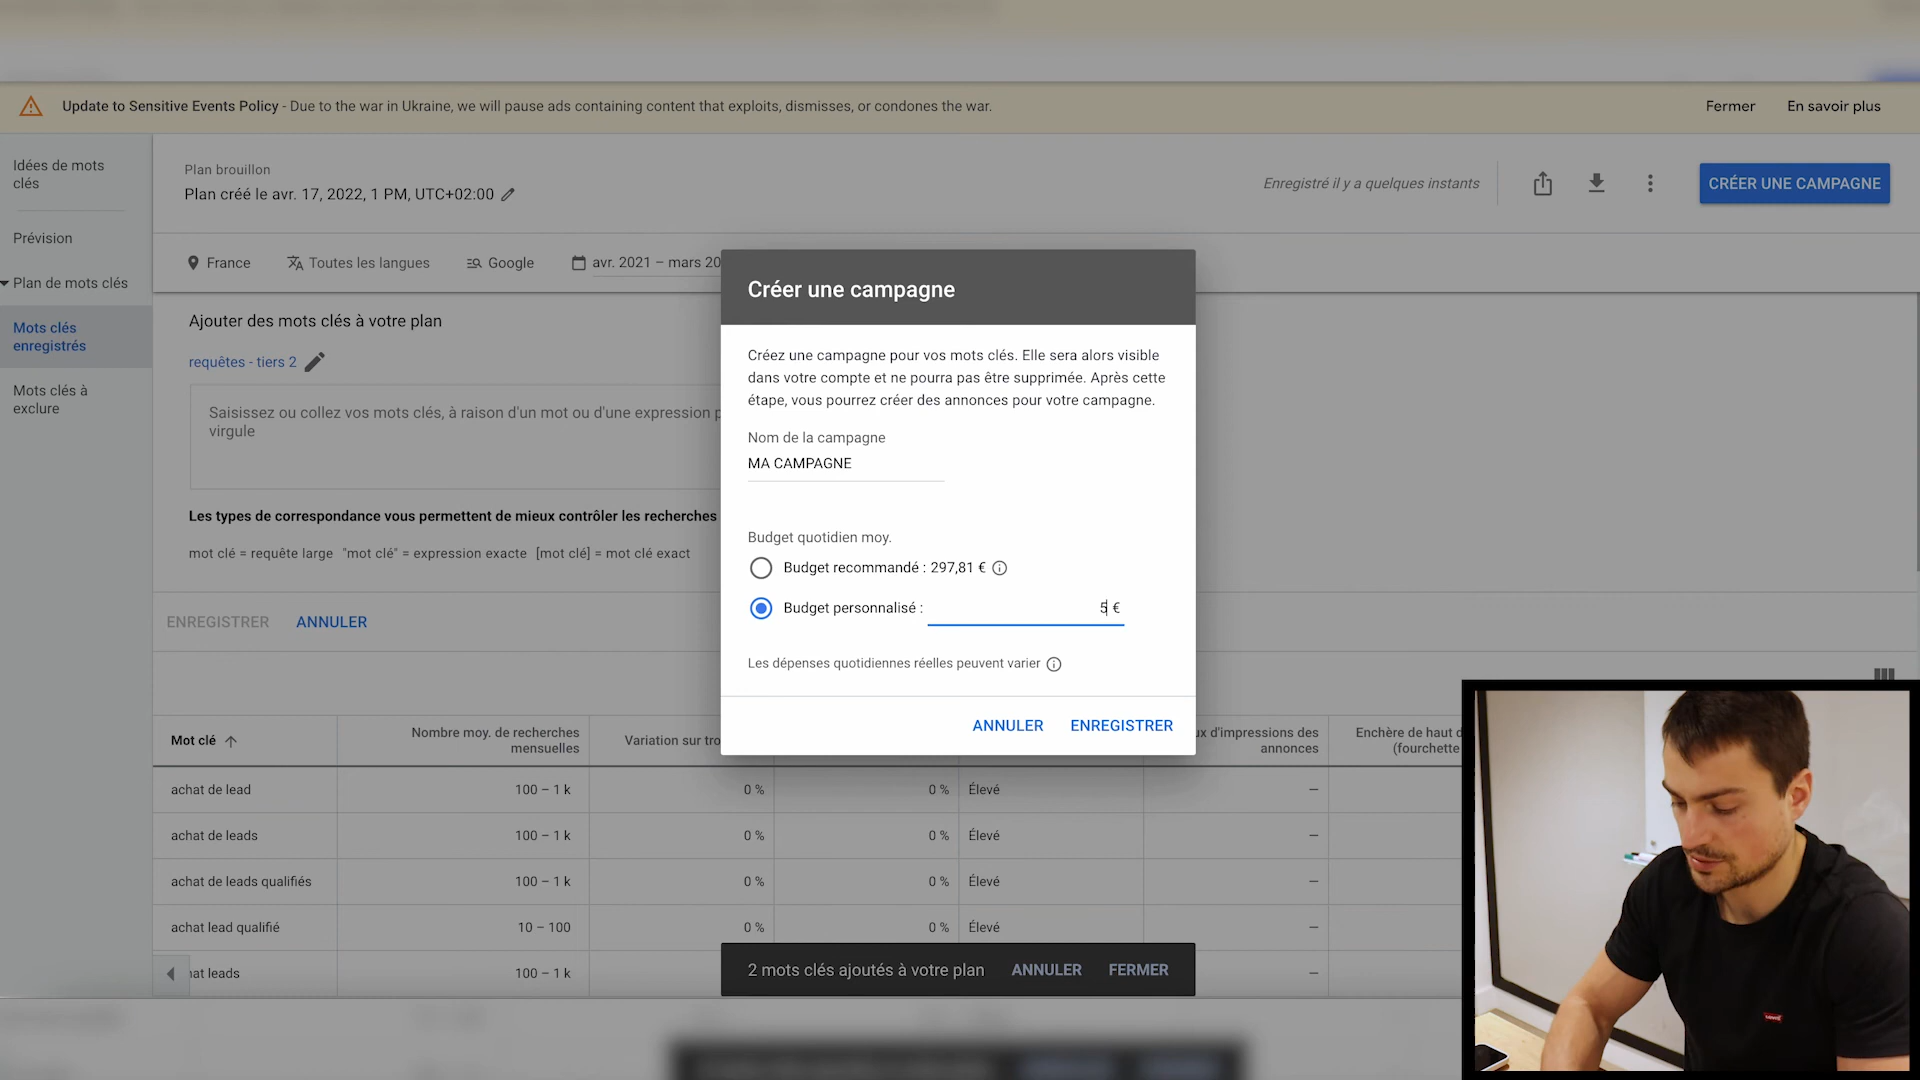 Update to Sensitive Events Policy - Due to the war in Ukraine, we will pause ads containing content that exploits, dismisses, or condones the war.
Fermer
En savoir plus
Idées de mots
clés
Prévision
Plan de mots clés
Mots clés
enregistrés
Mots clés à
exclure
Plan brouillon
Plan créé le avr. 17, 2022, 1 PM, UTC+02:00
Enregistré il y a quelques instants
CRÉER UNE CAMPAGNE
France
Toutes les langues
Google
avr. 2021 – mars 20
Ajouter des mots clés à votre plan
requêtes - tiers 2
Saisissez ou collez vos mots clés, à raison d'un mot ou d'une expression p
virgule
Les types de correspondance vous permettent de mieux contrôler les recherches
mot clé = requête large "mot clé" = expression exacte [mot clé] = mot clé exact
ENREGISTRER
ANNULER
Créer une campagne
Créez une campagne pour vos mots clés. Elle sera alors visible
dans votre compte et ne pourra pas être supprimée. Après cette
étape, vous pourrez créer des annonces pour votre campagne.
Nom de la campagne
MA CAMPAGNE
Budget quotidien moy.
Budget recommandé : 297,81 €
Budget personnalisé : 5 €
Les dépenses quotidiennes réelles peuvent varier
ANNULER
ENREGISTRER
Mot clé
Nombre moy. de recherches
mensuelles
Variation sur tro
ux d'impressions des
annonces
Enchère de haut d
(fourchette
achat de lead 100 – 1 k 0 % 0 % Élevé –
achat de leads 100 – 1 k 0 % 0 % Élevé –
achat de leads qualifiés 100 – 1 k 0 % 0 % Élevé –
achat lead qualifié 10 – 100 0 % 0 % Élevé –
hat leads 100 – 1 k –
2 mots clés ajoutés à votre plan
ANNULER
FERMER